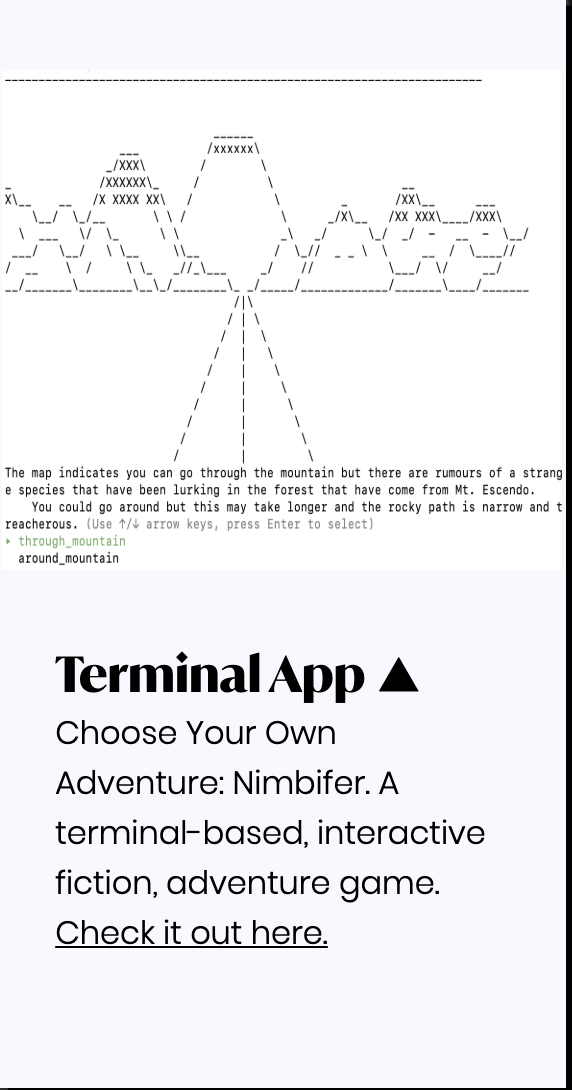 The map indicates you can go through the mountain but there are rumours of a strang
e species that have been lurking in the forest that have come from Mt. Escendo.
You could go around but this may take longer and the rocky path is narrow and t
reacherous. (Use ↑/↓ arrow keys, press Enter to select)
‣ through_mountain
around_mountain
Terminal App ▲
Choose Your Own
Adventure: Nimbifer. A
terminal-based, interactive
fiction, adventure game.
Check it out here.